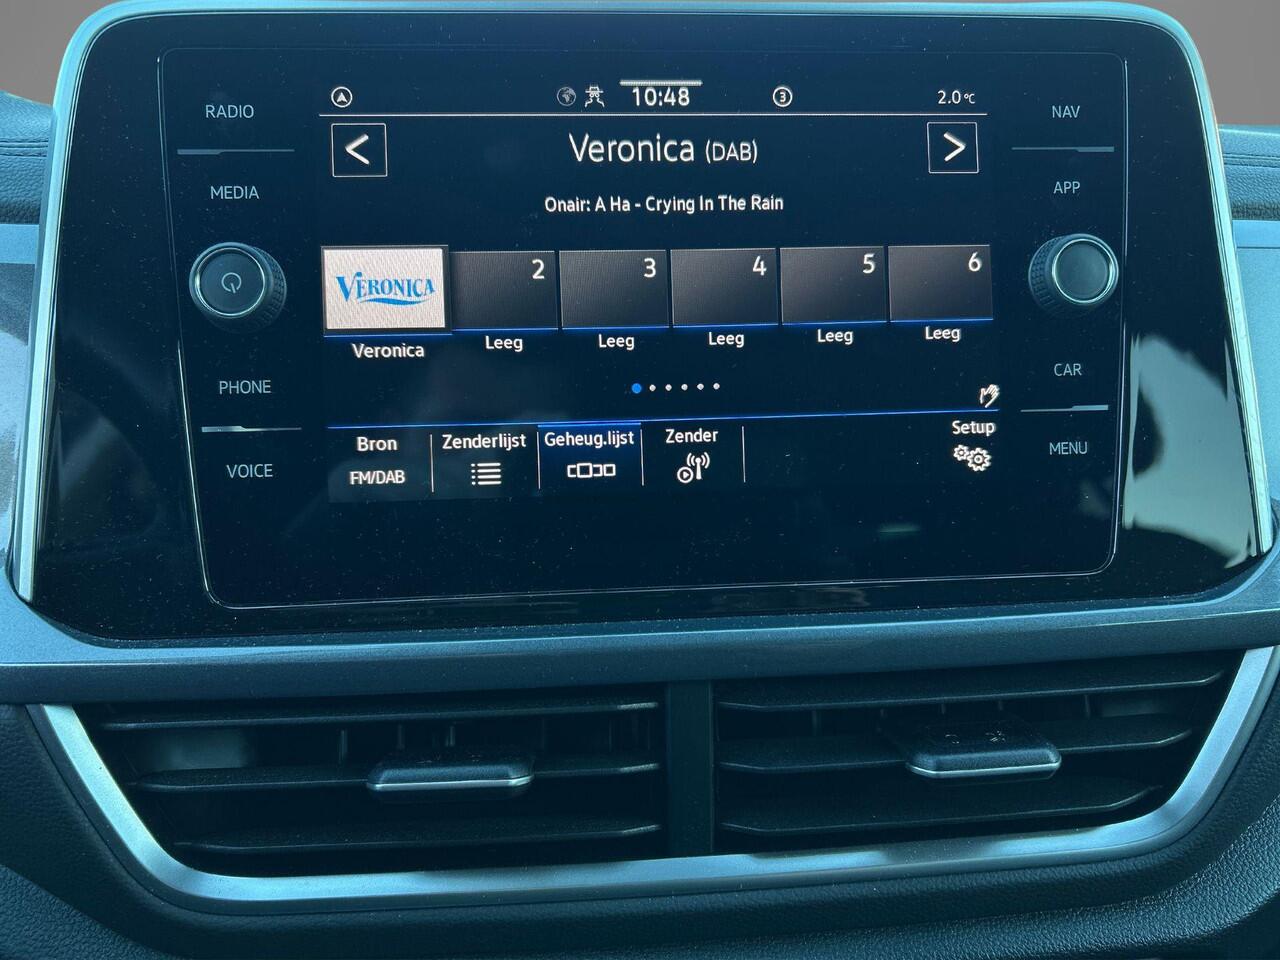 RADIO
MEDIA
PHONE
VOICE
10:48
3
2.0°C
< Veronica (DAB) >
Onair: A Ha - Crying In The Rain
VERONICA 2 3 4 5 6
Veronica Leeg Leeg Leeg Leeg Leeg
Bron Zenderlijst Geheug.lijst Zender Setup
FM/DAB
NAV
APP
CAR
MENU